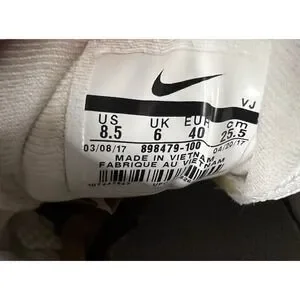 VJ
US UK EUR cm
8.5 6 40 25.5
03/08/17 898479-100 04/20/17
MADE IN VIETNAM
FABRIQUE AU VIETNAM